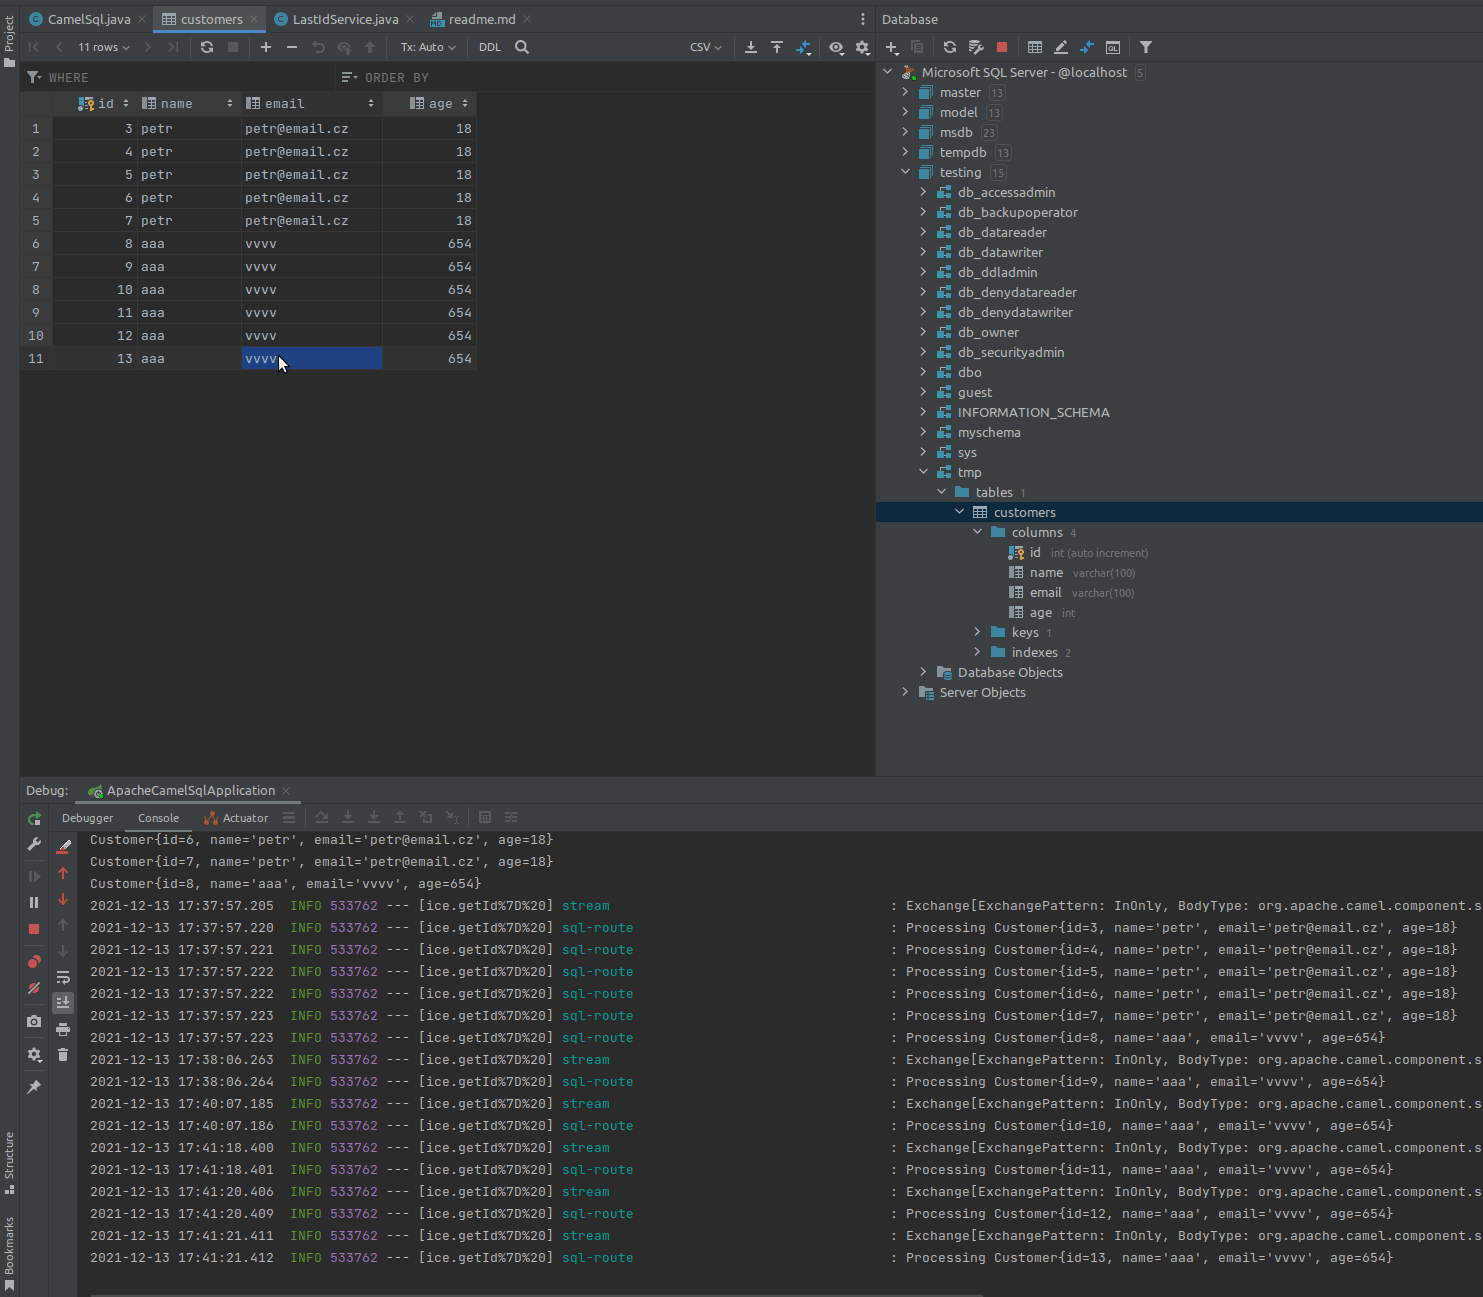 Project
CamelSql.java
customers
LastIdService.java
readme.md
11 rows
Tx: Auto
DDL
CSV
WHERE
ORDER BY
id name email age
1 3 petr petr@email.cz 18
2 4 petr petr@email.cz 18
3 5 petr petr@email.cz 18
4 6 petr petr@email.cz 18
5 7 petr petr@email.cz 18
6 8 aaa vvvv 654
7 9 aaa vvvv 654
8 10 aaa vvvv 654
9 11 aaa vvvv 654
10 12 aaa vvvv 654
11 13 aaa vvvv 654
Database
Microsoft SQL Server - @localhost 5
master 13
model 13
msdb 23
tempdb 13
testing 15
db_accessadmin
db_backupoperator
db_datareader
db_datawriter
db_ddladmin
db_denydatareader
db_denydatawriter
db_owner
db_securityadmin
dbo
guest
INFORMATION_SCHEMA
myschema
sys
tmp
tables 1
customers
columns 4
id int (auto increment)
name varchar(100)
email varchar(100)
age int
keys 1
indexes 2
Database Objects
Server Objects
Debug: ApacheCamelSqlApplication
Debugger Console Actuator
Customer{id=6, name='petr', email='petr@email.cz', age=18}
Customer{id=7, name='petr', email='petr@email.cz', age=18}
Customer{id=8, name='aaa', email='vvvv', age=654}
2021-12-13 17:37:57.205 INFO 533762 --- [ice.getId%7D%20] stream : Exchange[ExchangePattern: InOnly, BodyType: org.apache.camel.component.s
2021-12-13 17:37:57.220 INFO 533762 --- [ice.getId%7D%20] sql-route : Processing Customer{id=3, name='petr', email='petr@email.cz', age=18}
2021-12-13 17:37:57.221 INFO 533762 --- [ice.getId%7D%20] sql-route : Processing Customer{id=4, name='petr', email='petr@email.cz', age=18}
2021-12-13 17:37:57.222 INFO 533762 --- [ice.getId%7D%20] sql-route : Processing Customer{id=5, name='petr', email='petr@email.cz', age=18}
2021-12-13 17:37:57.222 INFO 533762 --- [ice.getId%7D%20] sql-route : Processing Customer{id=6, name='petr', email='petr@email.cz', age=18}
2021-12-13 17:37:57.223 INFO 533762 --- [ice.getId%7D%20] sql-route : Processing Customer{id=7, name='petr', email='petr@email.cz', age=18}
2021-12-13 17:37:57.223 INFO 533762 --- [ice.getId%7D%20] sql-route : Processing Customer{id=8, name='aaa', email='vvvv', age=654}
2021-12-13 17:38:06.263 INFO 533762 --- [ice.getId%7D%20] stream : Exchange[ExchangePattern: InOnly, BodyType: org.apache.camel.component.s
2021-12-13 17:38:06.264 INFO 533762 --- [ice.getId%7D%20] sql-route : Processing Customer{id=9, name='aaa', email='vvvv', age=654}
2021-12-13 17:40:07.185 INFO 533762 --- [ice.getId%7D%20] stream : Exchange[ExchangePattern: InOnly, BodyType: org.apache.camel.component.s
2021-12-13 17:40:07.186 INFO 533762 --- [ice.getId%7D%20] sql-route : Processing Customer{id=10, name='aaa', email='vvvv', age=654}
2021-12-13 17:41:18.400 INFO 533762 --- [ice.getId%7D%20] stream : Exchange[ExchangePattern: InOnly, BodyType: org.apache.camel.component.s
2021-12-13 17:41:18.401 INFO 533762 --- [ice.getId%7D%20] sql-route : Processing Customer{id=11, name='aaa', email='vvvv', age=654}
2021-12-13 17:41:20.406 INFO 533762 --- [ice.getId%7D%20] stream : Exchange[ExchangePattern: InOnly, BodyType: org.apache.camel.component.s
2021-12-13 17:41:20.409 INFO 533762 --- [ice.getId%7D%20] sql-route : Processing Customer{id=12, name='aaa', email='vvvv', age=654}
2021-12-13 17:41:21.411 INFO 533762 --- [ice.getId%7D%20] stream : Exchange[ExchangePattern: InOnly, BodyType: org.apache.camel.component.s
2021-12-13 17:41:21.412 INFO 533762 --- [ice.getId%7D%20] sql-route : Processing Customer{id=13, name='aaa', email='vvvv', age=654}
Structure
Bookmarks